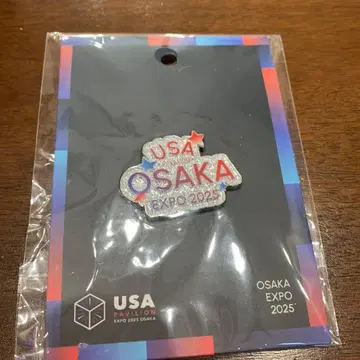 USA
OSAKA
EXPO 2025
USA
PAVILION
EXPO 2025 OSAKA
OSAKA
EXPO
2025